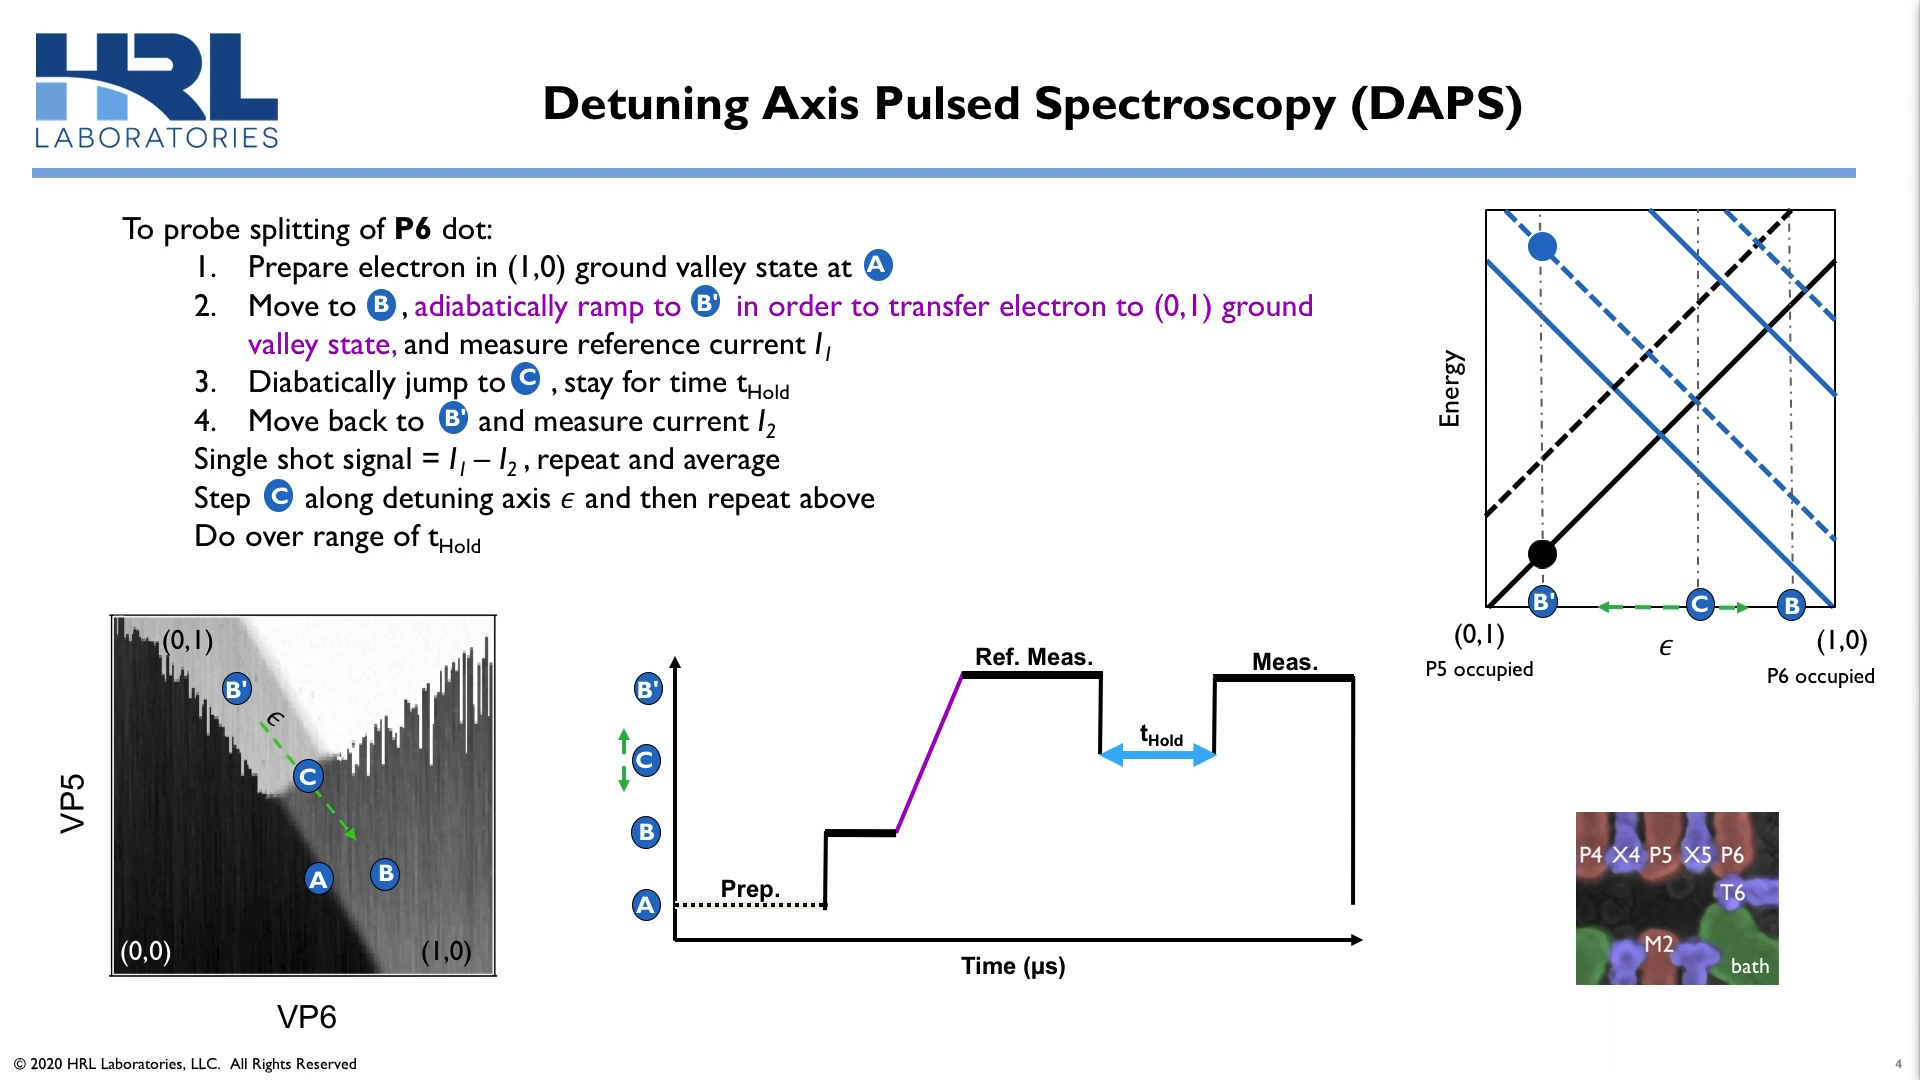 HRL
LABORATORIES
Detuning Axis Pulsed Spectroscopy (DAPS)
To probe splitting of P6 dot:
1. Prepare electron in (1,0) ground valley state at A
2. Move to B , adiabatically ramp to B' in order to transfer electron to (0,1) ground
valley state, and measure reference current I1
3. Diabatically jump to C , stay for time tHold
4. Move back to B' and measure current I2
Single shot signal = I1 – I2 , repeat and average
Step C along detuning axis ϵ and then repeat above
Do over range of tHold
Energy
B' C B
(0,1) ϵ (1,0)
P5 occupied P6 occupied
(0,1)
B'
ϵ
C
A B
(0,0) (1,0)
VP5
VP6
B'
C
B
A
Prep.
Ref. Meas.
tHold
Meas.
Time (μs)
P4 X4 P5 X5 P6
T6
M2
bath
© 2020 HRL Laboratories, LLC. All Rights Reserved
4